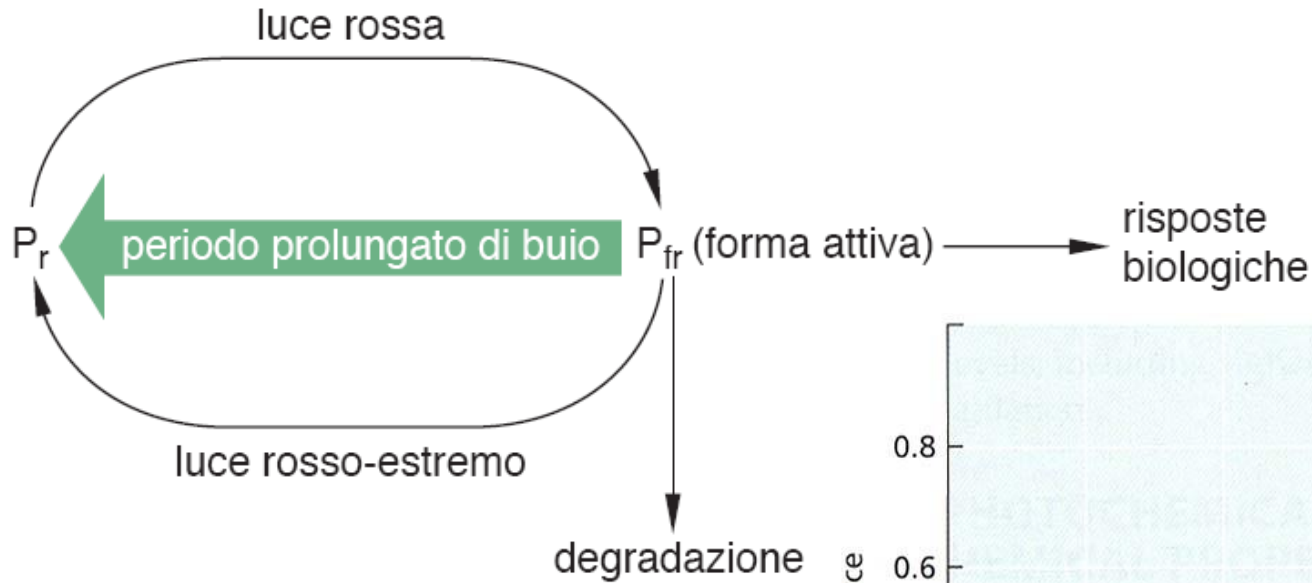 luce rossa
P_r
periodo prolungato di buio
P_fr (forma attiva)
risposte
biologiche
luce rosso-estremo
degradazione
0.8
0.6